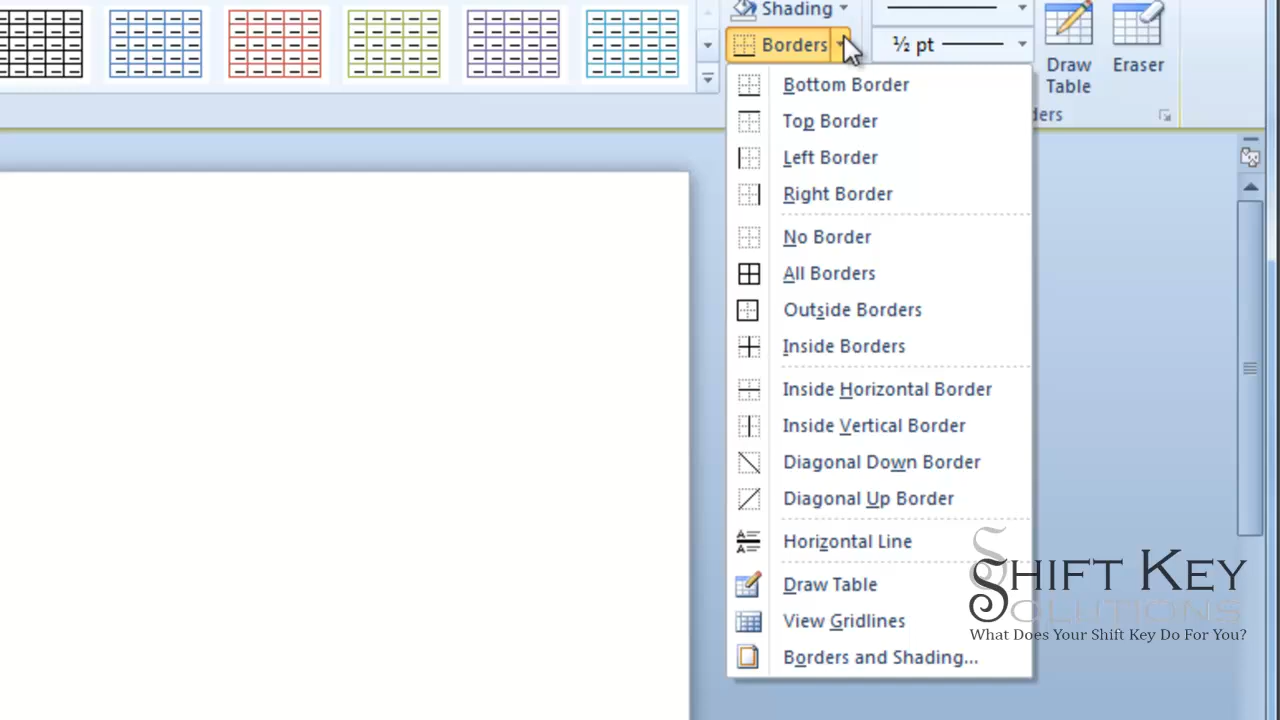 Shading
Borders
½ pt
Draw
Table
Eraser
ders
Bottom Border
Top Border
Left Border
Right Border
No Border
All Borders
Outside Borders
Inside Borders
Inside Horizontal Border
Inside Vertical Border
Diagonal Down Border
Diagonal Up Border
Horizontal Line
Draw Table
View Gridlines
Borders and Shading...
SHIFT KEY
SOLUTIONS
What Does Your Shift Key Do For You?